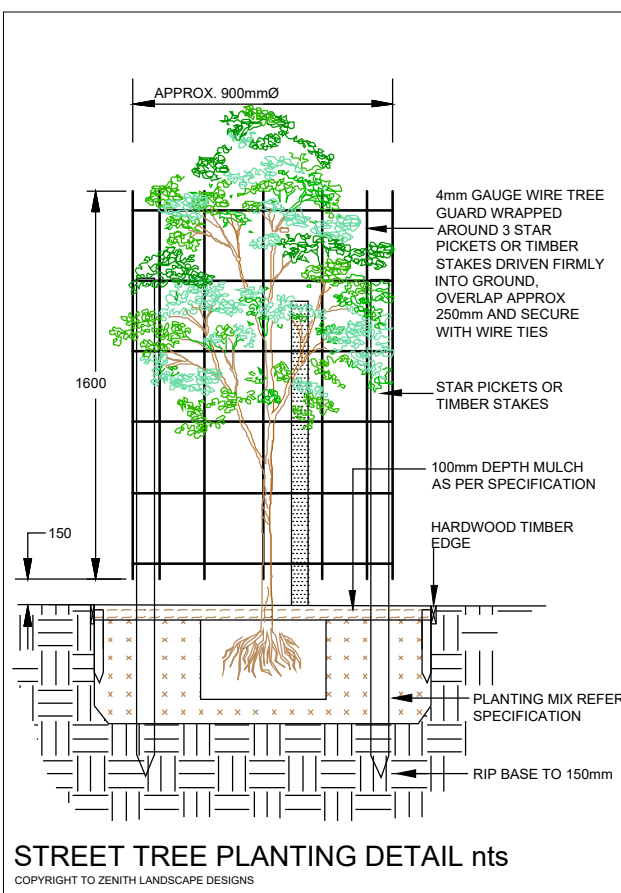 APPROX. 900mmØ
4mm GAUGE WIRE TREE
GUARD WRAPPED
AROUND 3 STAR
PICKETS OR TIMBER
STAKES DRIVEN FIRMLY
INTO GROUND,
OVERLAP APPROX
250mm AND SECURE
WITH WIRE TIES
1600
STAR PICKETS OR
TIMBER STAKES
100mm DEPTH MULCH
AS PER SPECIFICATION
150
HARDWOOD TIMBER
EDGE
PLANTING MIX REFER
SPECIFICATION
RIP BASE TO 150mm
STREET TREE PLANTING DETAIL nts
COPYRIGHT TO ZENITH LANDSCAPE DESIGNS